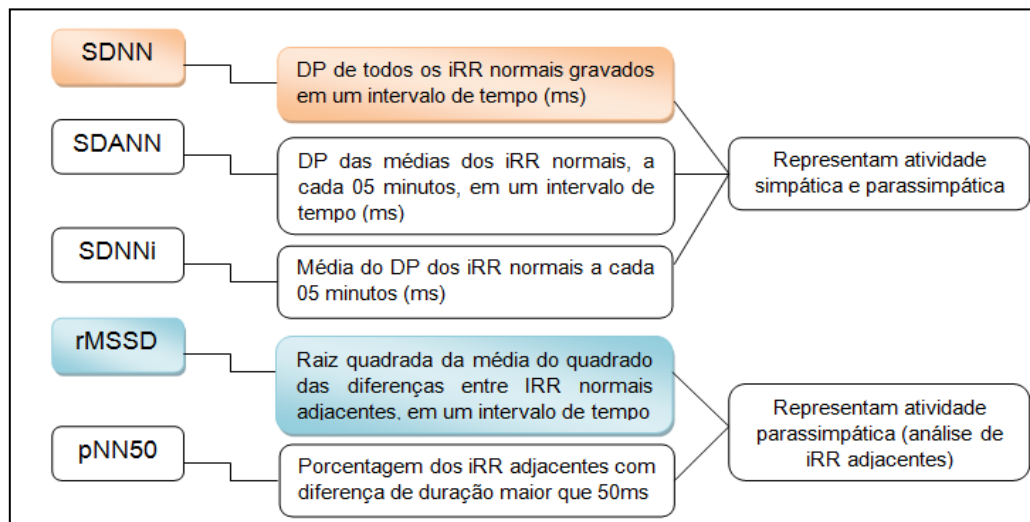 SDNN
DP de todos os iRR normais gravados
em um intervalo de tempo (ms)
SDANN
DP das médias dos iRR normais, a
cada 05 minutos, em um intervalo de
tempo (ms)
Representam atividade
simpática e parassimpática
SDNNi
Média do DP dos iRR normais a cada
05 minutos (ms)
rMSSD
Raiz quadrada da média do quadrado
das diferenças entre IRR normais
adjacentes, em um intervalo de tempo
pNN50
Porcentagem dos iRR adjacentes com
diferença de duração maior que 50ms
Representam atividade
parassimpática (análise de
iRR adjacentes)